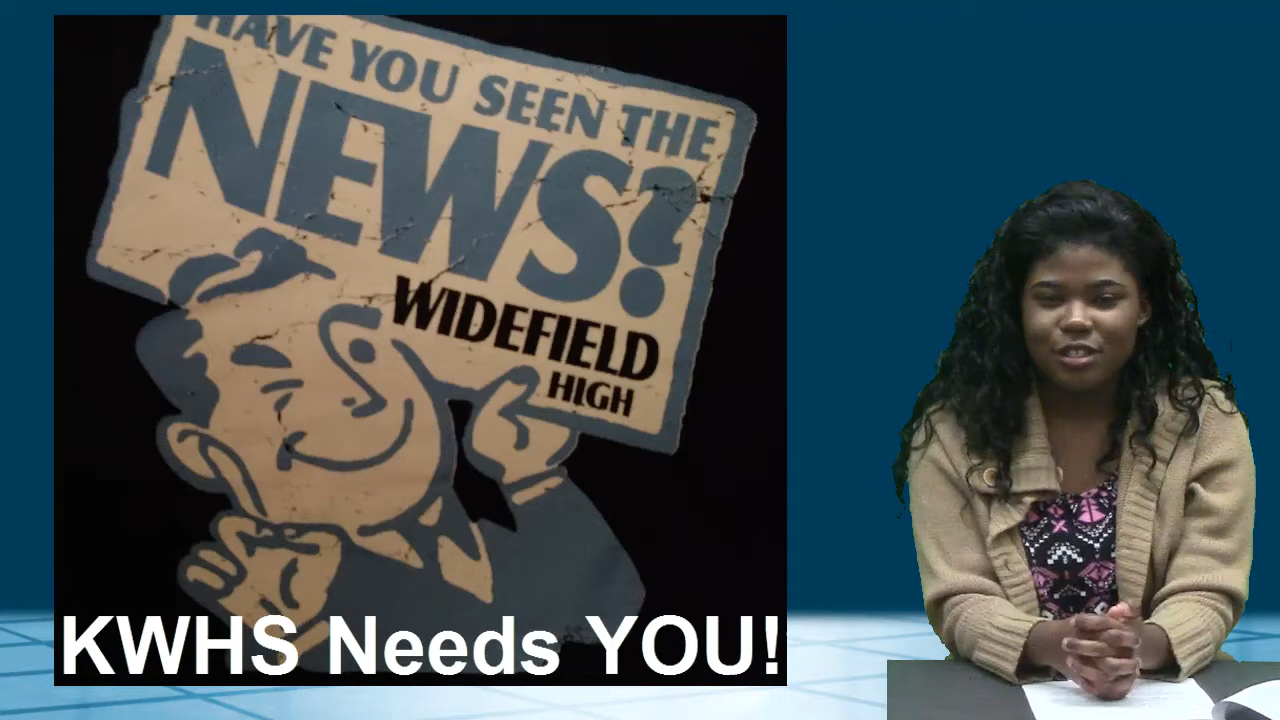 HAVE YOU SEEN THE
NEWS?
WIDEFIELD
HIGH
KWHS Needs YOU!